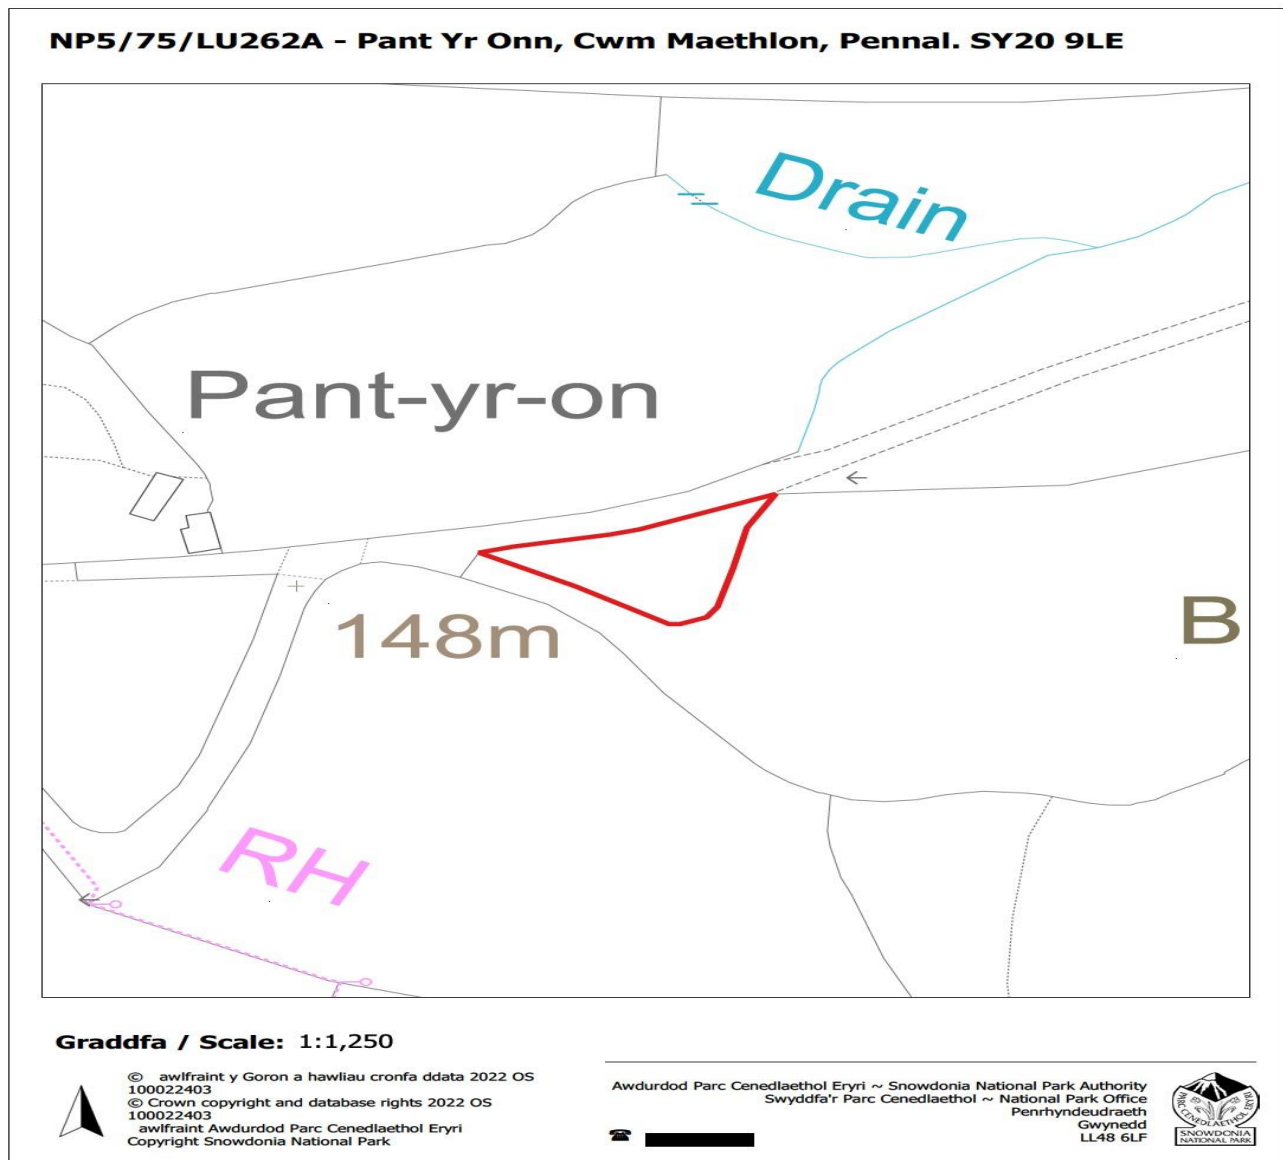 NP5/75/LU262A - Pant Yr Onn, Cwm Maethlon, Pennal. SY20 9LE
Drain
Pant-yr-on
148m
B
RH
Graddfa / Scale: 1:1,250
© awlfraint y Goron a hawliau cronfa ddata 2022 OS
100022403
© Crown copyright and database rights 2022 OS
100022403
awlfraint Awdurdod Parc Cenedlaethol Eryri
Copyright Snowdonia National Park
Awdurdod Parc Cenedlaethol Eryri ~ Snowdonia National Park Authority
Swyddfa'r Parc Cenedlaethol ~ National Park Office
Penrhyndeudraeth
Gwynedd
LL48 6LF
PARC CENEDLAETHOL ERYRI
SNOWDONIA
NATIONAL PARK